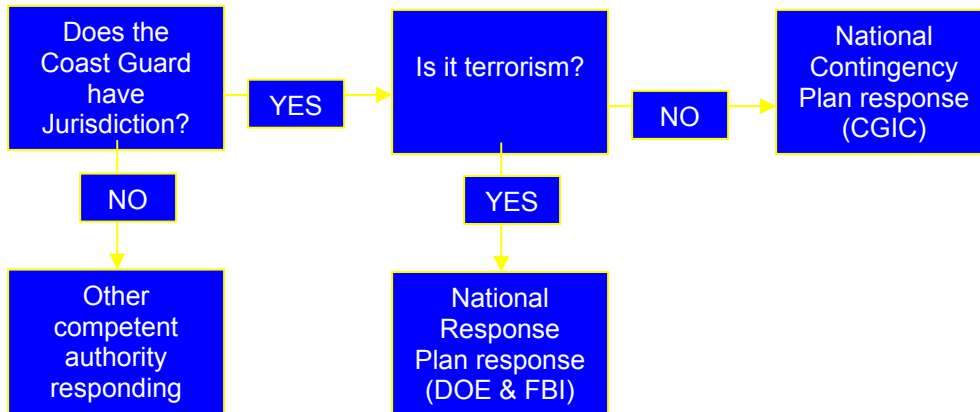 Does the
Coast Guard
have
Jurisdiction?
YES
Is it terrorism?
NO
National
Contingency
Plan response
(CGIC)
NO
YES
Other
competent
authority
responding
National
Response
Plan response
(DOE & FBI)